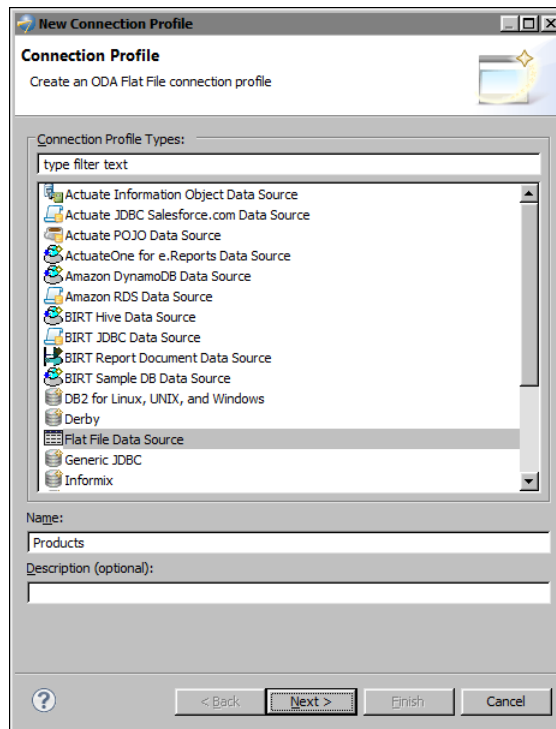 New Connection Profile
Connection Profile
Create an ODA Flat File connection profile
Connection Profile Types:
type filter text
Actuate Information Object Data Source
Actuate JDBC Salesforce.com Data Source
Actuate POJO Data Source
ActuateOne for e.Reports Data Source
Amazon DynamoDB Data Source
Amazon RDS Data Source
BIRT Hive Data Source
BIRT JDBC Data Source
BIRT Report Document Data Source
BIRT Sample DB Data Source
DB2 for Linux, UNIX, and Windows
Derby
Flat File Data Source
Generic JDBC
Informix
Name:
Products
Description (optional):
? < Back Next > Finish Cancel